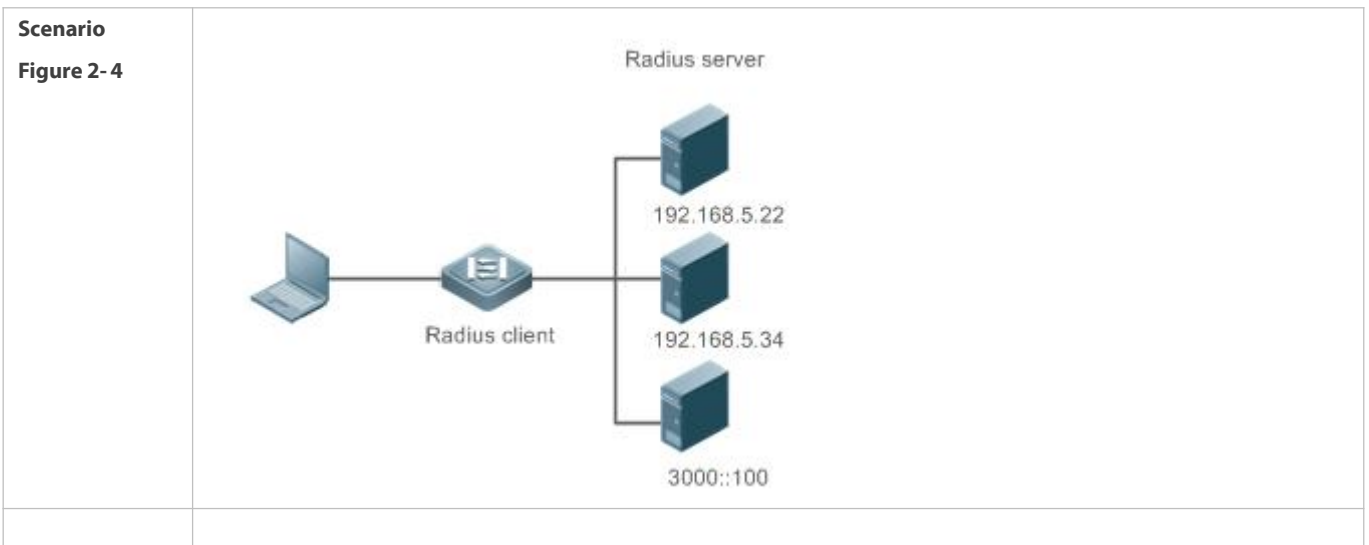 Scenario
Figure 2- 4
Radius server
192.168.5.22
192.168.5.34
Radius client
3000::100